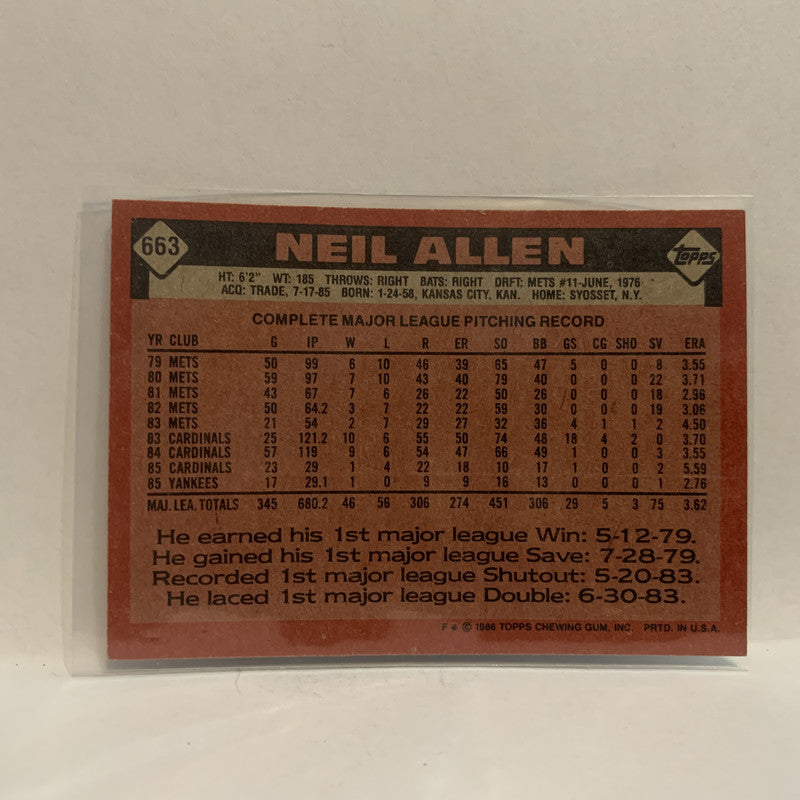 663 NEIL ALLEN Topps
HT: 6'2" WT: 185 THROWS: RIGHT BATS: RIGHT DRFT: METS #11-JUNE, 1976
ACQ: TRADE, 7-17-85 BORN: 1-24-58, KANSAS CITY, KAN. HOME: SYOSSET, N.Y.
COMPLETE MAJOR LEAGUE PITCHING RECORD
YR CLUB G IP W L R ER SO BB GS CG SHO SV ERA
79 METS 50 99 6 10 46 39 65 47 5 0 0 8 3.55
80 METS 59 97 7 10 43 40 79 40 0 0 0 22 3.71
81 METS 43 67 7 6 26 22 50 26 0 0 0 18 2.96
82 METS 50 64.2 3 7 22 22 59 30 0 0 0 19 3.06
83 METS 21 54 2 7 29 27 32 36 4 1 1 2 4.50
83 CARDINALS 25 121.2 10 6 55 50 74 48 18 4 2 0 3.70
84 CARDINALS 57 119 9 6 54 47 66 49 1 0 0 3 3.55
85 CARDINALS 23 29 1 4 22 18 10 17 1 0 0 2 5.59
85 YANKEES 17 29.1 1 0 9 9 16 13 0 0 0 1 2.76
MAJ. LEA. TOTALS 345 680.2 46 56 306 274 451 306 29 5 3 75 3.62
He earned his 1st major league Win: 5-12-79.
He gained his 1st major league Save: 7-28-79.
Recorded 1st major league Shutout: 5-20-83.
He laced 1st major league Double: 6-30-83.
F * © 1986 TOPPS CHEWING GUM, INC. PRTD. IN U.S.A.